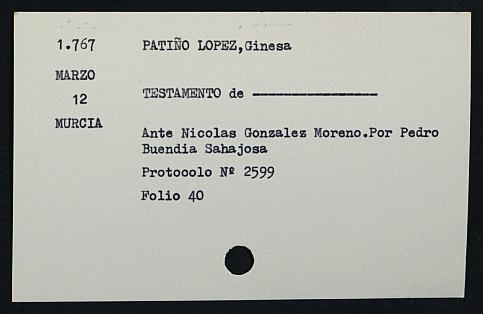 1.767 PATIÑO LOPEZ,Ginesa
MARZO
12 TESTAMENTO de ----------------
MURCIA
Ante Nicolas Gonzalez Moreno.Por Pedro
Buendia Sahajosa
Protooolo Nº 2599
Folio 40